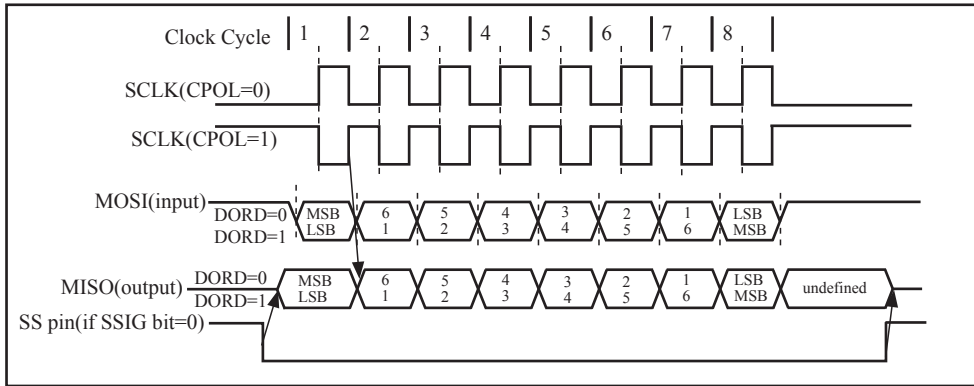 Clock Cycle 1 2 3 4 5 6 7 8
SCLK(CPOL=0)
SCLK(CPOL=1)
MOSI(input)
DORD=0 MSB 6 5 4 3 2 1 LSB
DORD=1 LSB 1 2 3 4 5 6 MSB
MISO(output)
DORD=0 MSB 6 5 4 3 2 1 LSB undefined
DORD=1 LSB 1 2 3 4 5 6 MSB
SS pin(if SSIG bit=0)